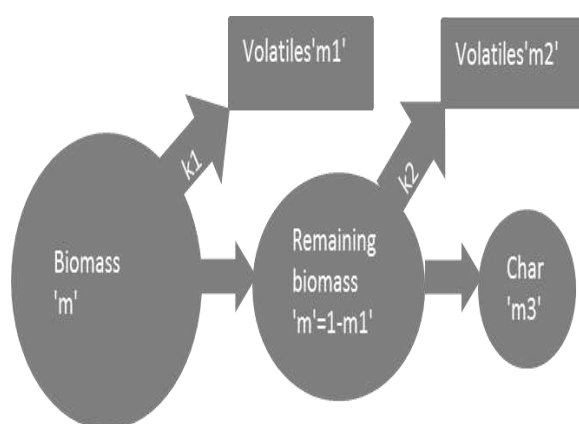 Volatiles'm1'
Volatiles'm2'
k1
k2
Biomass
'm'
Remaining
biomass
'm'=1-m1'
Char
'm3'